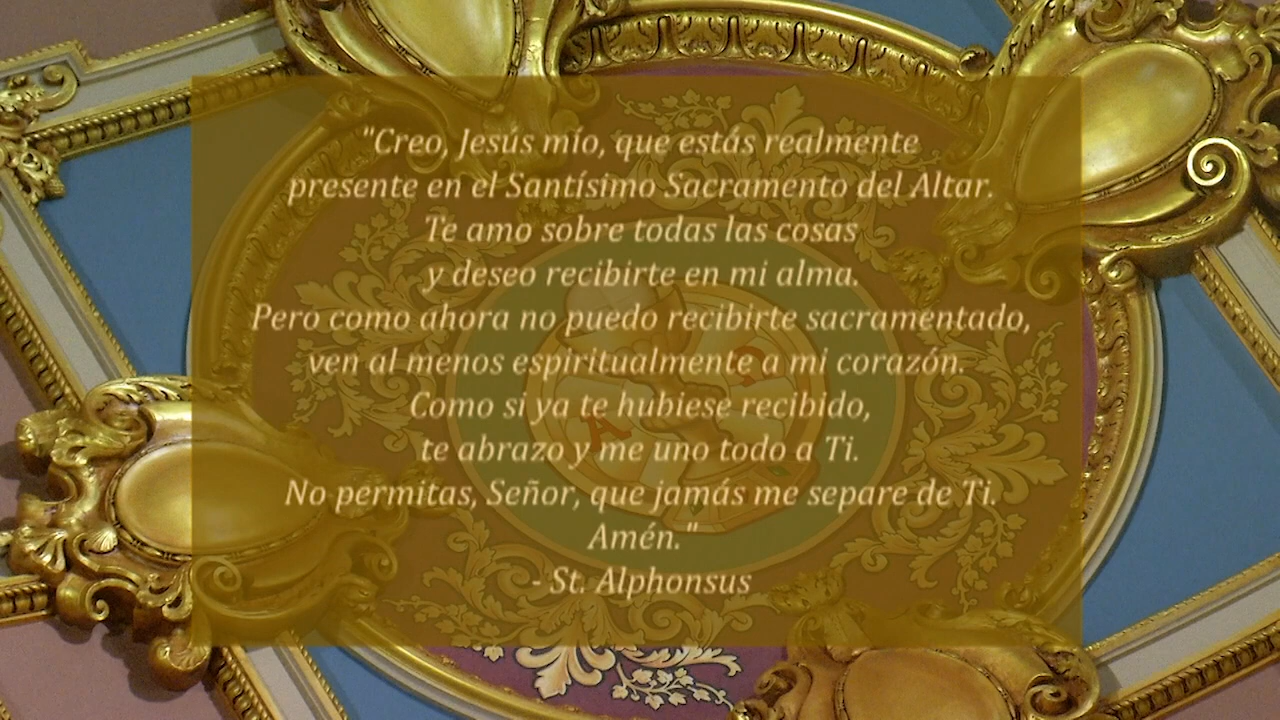 "Creo, Jesús mío, que estás realmente
presente en el Santísimo Sacramento del Altar.
Te amo sobre todas las cosas
y deseo recibirte en mi alma.
Pero como ahora no puedo recibirte sacramentado,
ven al menos espiritualmente a mi corazón.
Como si ya te hubiese recibido,
te abrazo y me uno todo a Ti.
No permitas, Señor, que jamás me separe de Ti.
Amén."
- St. Alphonsus